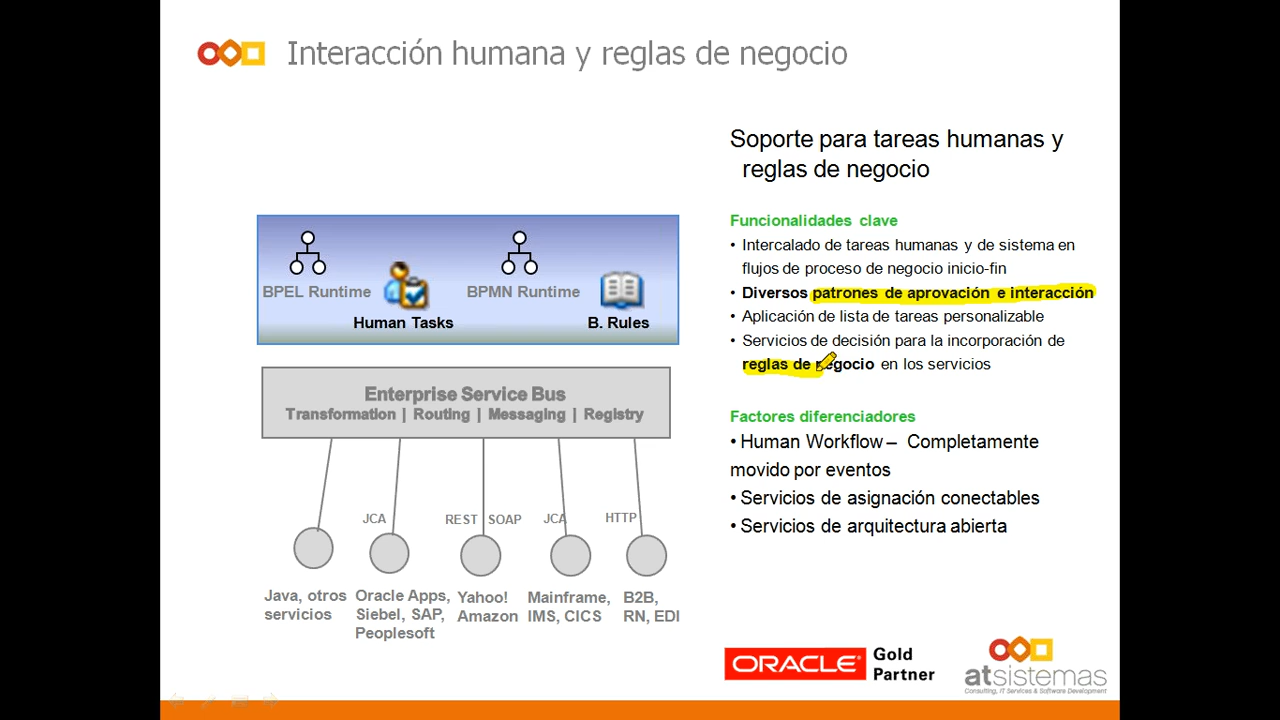 Interacción humana y reglas de negocio
Soporte para tareas humanas y
reglas de negocio
Funcionalidades clave
• Intercalado de tareas humanas y de sistema en
flujos de proceso de negocio inicio-fin
• Diversos patrones de aprovación e interacción
• Aplicación de lista de tareas personalizable
• Servicios de decisión para la incorporación de
reglas de negocio en los servicios
Factores diferenciadores
• Human Workflow – Completamente
movido por eventos
• Servicios de asignación conectables
• Servicios de arquitectura abierta
BPEL Runtime
Human Tasks
BPMN Runtime
B. Rules
Enterprise Service Bus
Transformation | Routing | Messaging | Registry
JCA
REST
SOAP
JCA
HTTP
Java, otros
servicios
Oracle Apps,
Siebel, SAP,
Peoplesoft
Yahoo!
Amazon
Mainframe,
IMS, CICS
B2B,
RN, EDI
ORACLE
Gold
Partner
atsistemas
Consulting, IT Services & Software Development